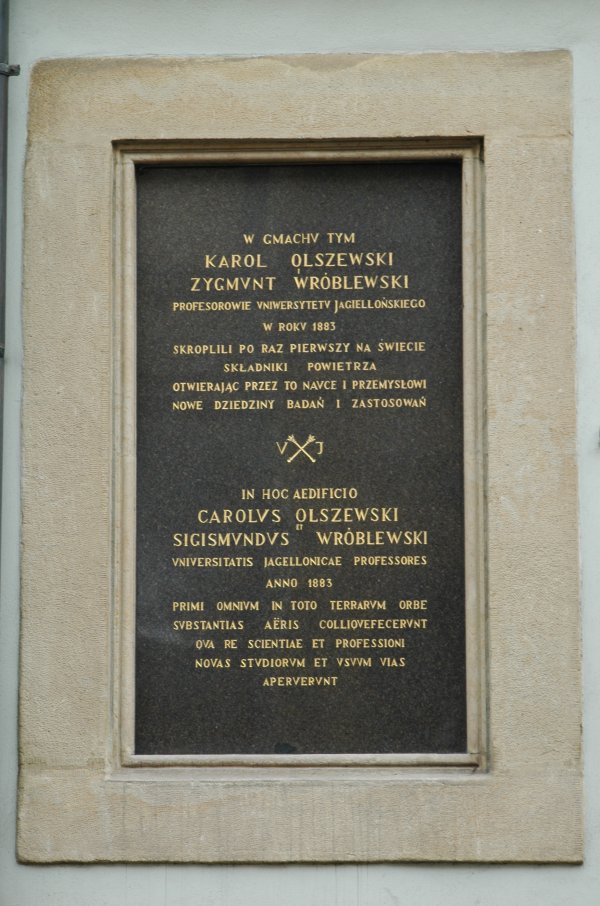 W GMACHV TYM
KAROL OLSZEWSKI
I
ZYGMVNT WRÓBLEWSKI
PROFESOROWIE VNIWERSYTETV JAGIELLOŃSKIEGO
W ROKV 1883
SKROPLILI PO RAZ PIERWSZY NA ŚWIECIE
SKŁADNIKI POWIETRZA
OTWIERAJĄC PRZEZ TO NAVCE I PRZEMYSŁOWI
NOWE DZIEDZINY BADAŃ I ZASTOSOWAŃ
V J
IN HOC AEDIFICIO
CAROLVS OLSZEWSKI
ET
SIGISMVNDVS WRÓBLEWSKI
VNIVERSITATIS JAGELLONICAE PROFESSORES
ANNO 1883
PRIMI OMNIVM IN TOTO TERRARVM ORBE
SVBSTANTIAS AËRIS COLLIQVEFECERVNT
QVA RE SCIENTIAE ET PROFESSIONI
NOVAS STVDIORVM ET VSVVM VIAS
APERVERVNT